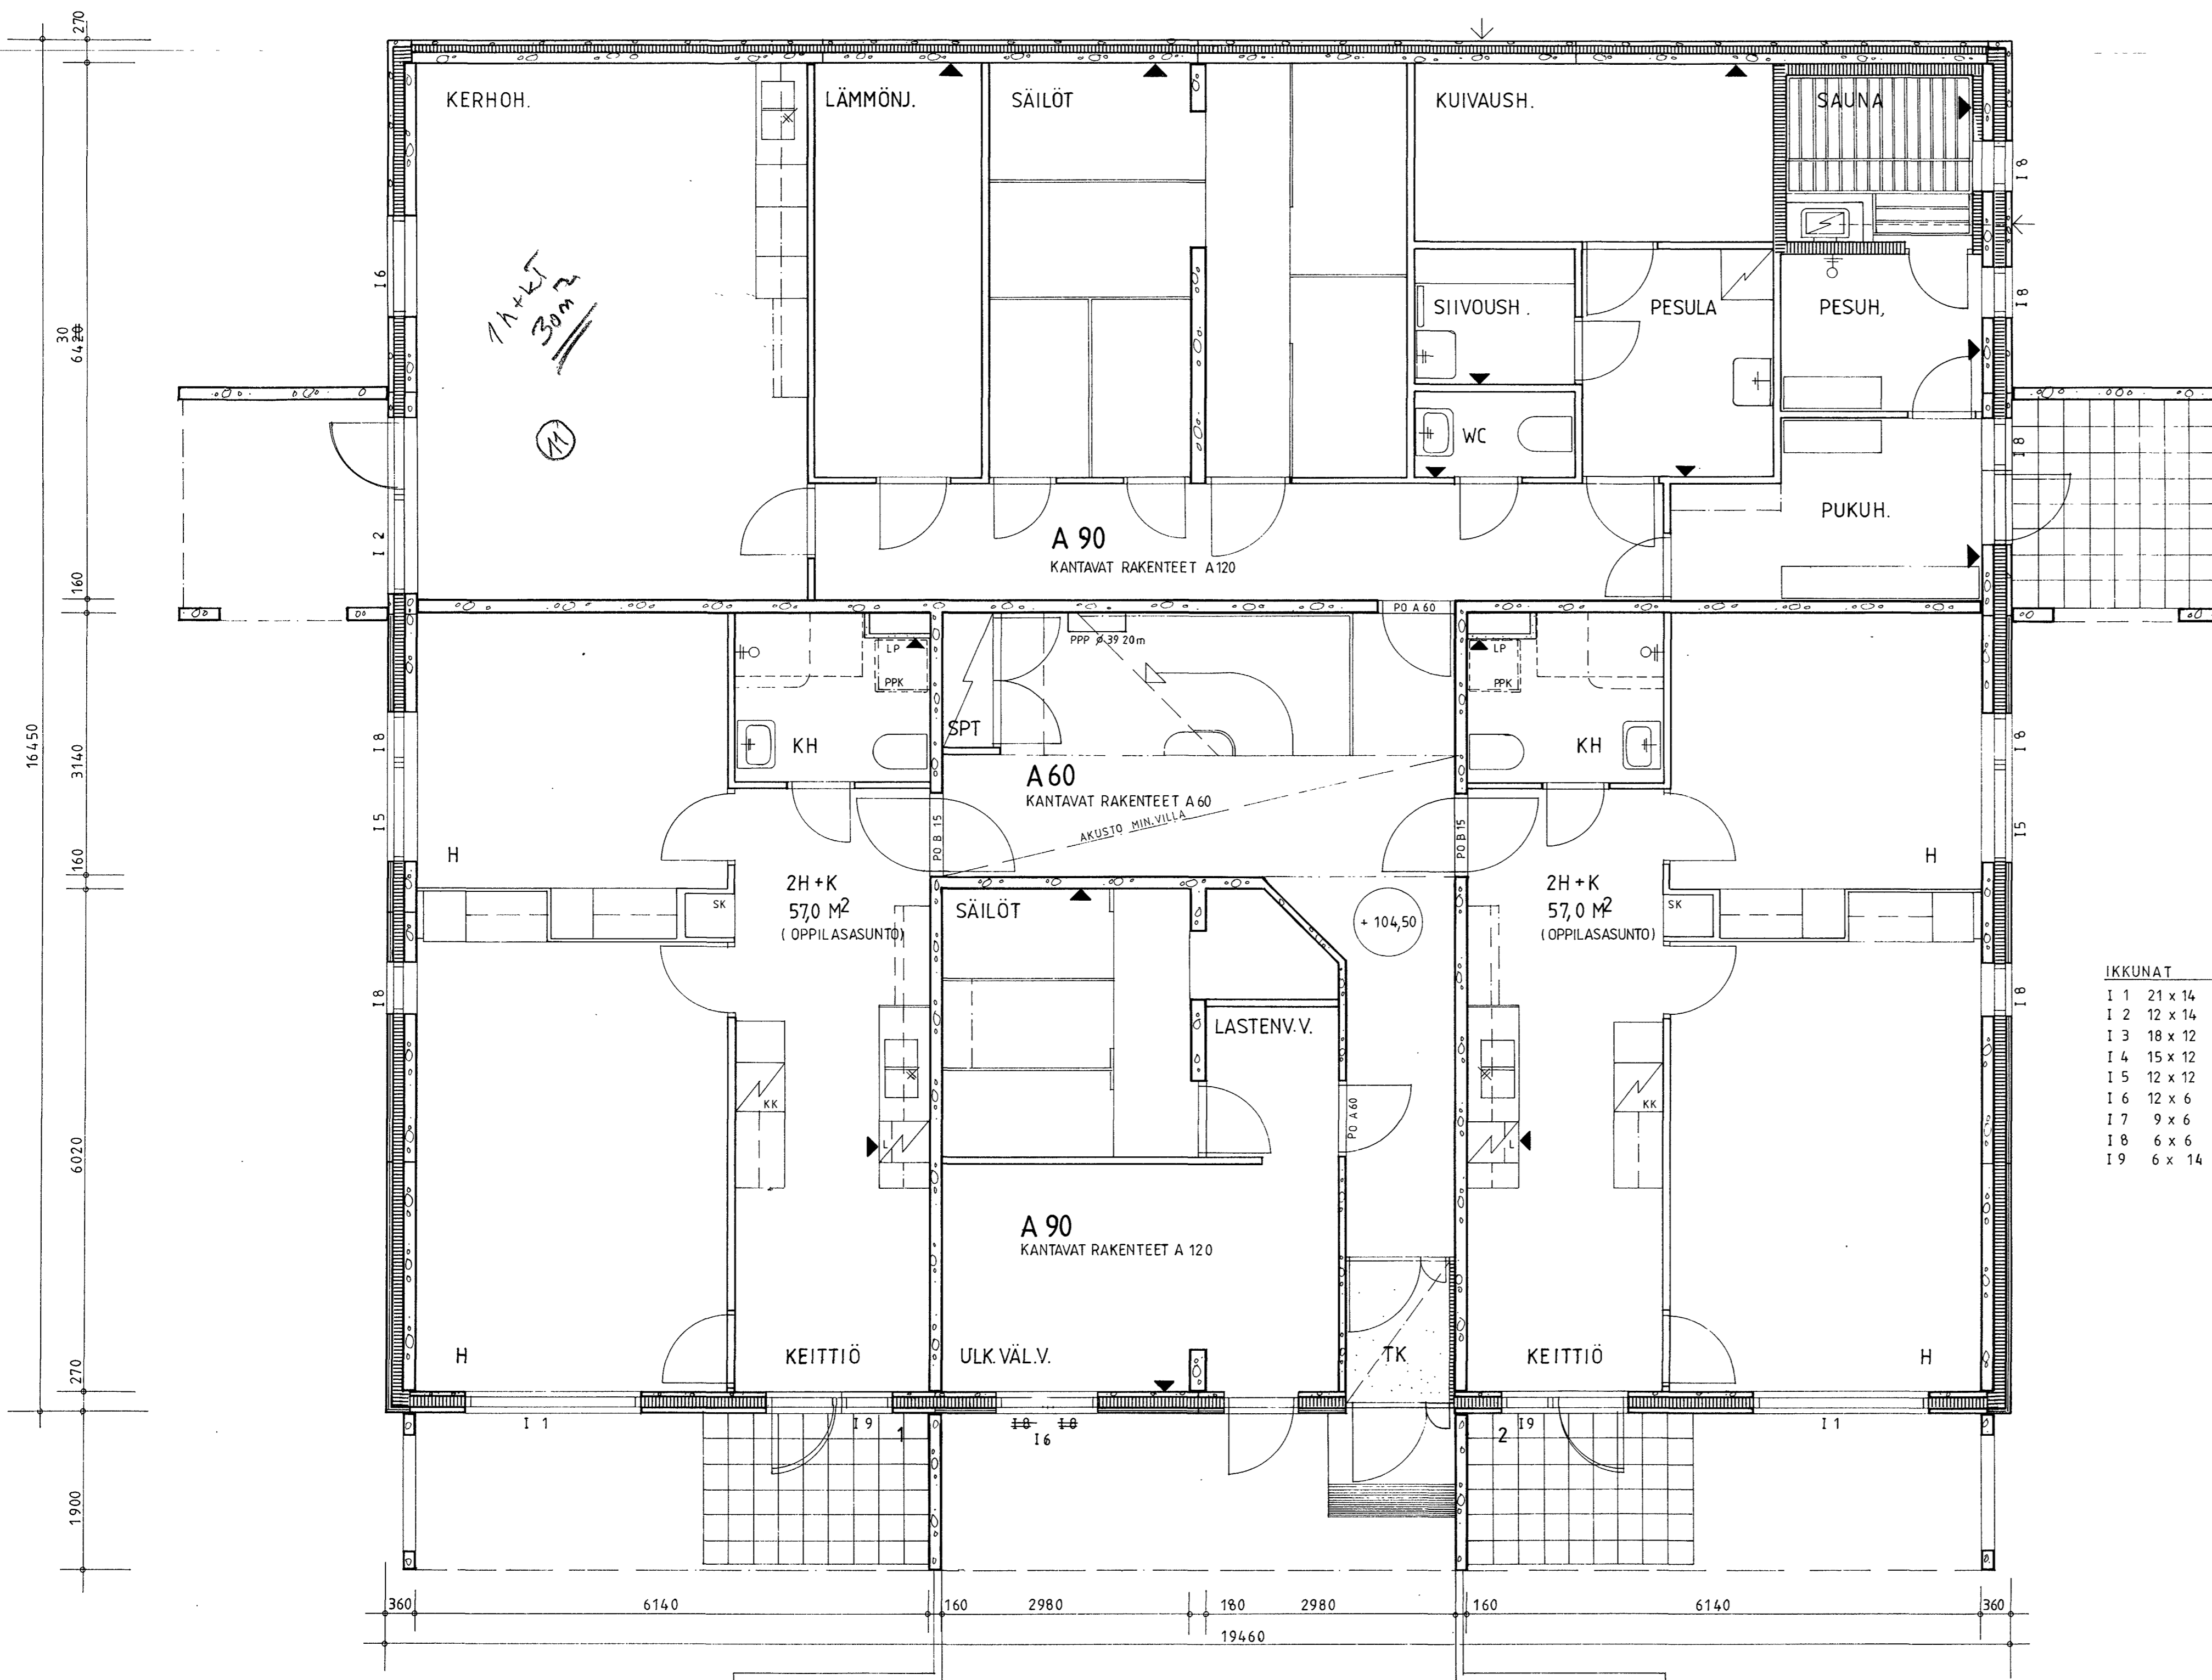 270
KERHOH.
LÄMMÖNJ.
SÄILÖT
KUIVAUSH.
SAUNA
I 8
I 6
1h+kT
30m2
SIIVOUSH.
PESULA
PESUH,
I 8
30
6420
11
WC
I 8
I 2
A 90
KANTAVAT RAKENTEET A 120
PUKUH.
160
PO A 60
PPP Ø 39 20m
LP
PPK
LP
PPK
SPT
KH
KH
16450
3140
I 8
I 8
A 60
KANTAVAT RAKENTEET A 60
AKUSTO MIN.VILLA
I 5
PO B 15
PO B 15
I 5
H
H
160
2H+K
57,0 M2
(OPPILASASUNTO)
SK
SÄILÖT
+ 104,50
2H+K
57,0 M2
(OPPILASASUNTO)
SK
I 8
I 8
IKKUNAT
I 1 21 x 14
I 2 12 x 14
I 3 18 x 12
I 4 15 x 12
I 5 12 x 12
I 6 12 x 6
I 7 9 x 6
I 8 6 x 6
I 9 6 x 14
LASTENV.V.
KK
L
PO A 60
L
KK
6020
A 90
KANTAVAT RAKENTEET A 120
H
KEITTIÖ
ULK.VÄL.V.
TK
KEITTIÖ
H
270
I 1
I 9
1
I 8 I 8
I 6
2
I 9
I 1
1900
360
6140
160
2980
180
2980
160
6140
360
19460